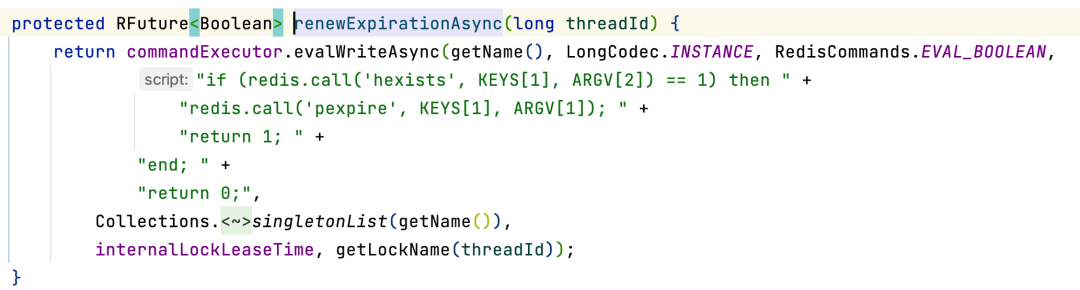 protected RFuture<Boolean> renewExpirationAsync(long threadId) {
return commandExecutor.evalWriteAsync(getName(), LongCodec.INSTANCE, RedisCommands.EVAL_BOOLEAN,
script: "if (redis.call('hexists', KEYS[1], ARGV[2]) == 1) then " +
"redis.call('pexpire', KEYS[1], ARGV[1]); " +
"return 1; " +
"end; " +
"return 0;",
Collections.<~>singletonList(getName()),
internalLockLeaseTime, getLockName(threadId));
}